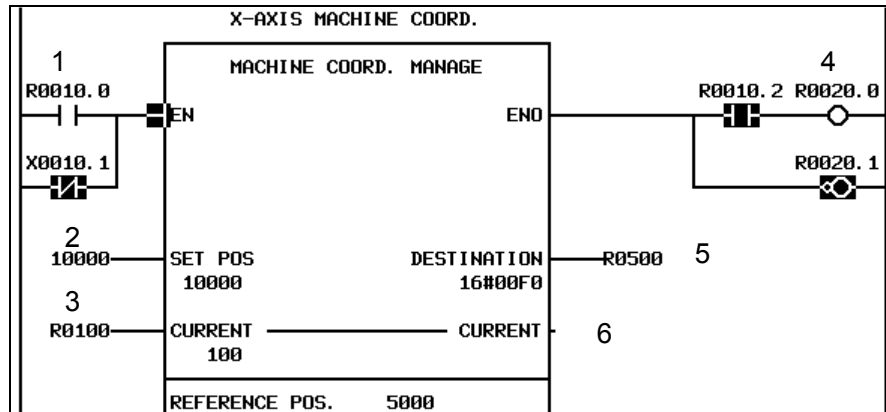 X-AXIS MACHINE COORD.
1
MACHINE COORD. MANAGE
4
R0010.0
R0010.2 R0020.0
EN
ENO
X0010.1
R0020.1
2
10000
SET POS
DESTINATION
R0500
5
10000
16#00F0
3
R0100
CURRENT
CURRENT
6
100
REFERENCE POS. 5000